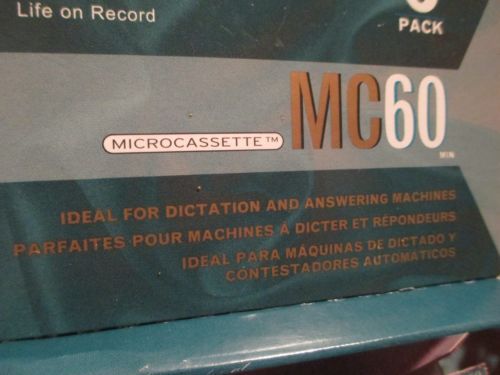 Life on Record
PACK
MICROCASSETTE™ MC60
MIN
IDEAL FOR DICTATION AND ANSWERING MACHINES
PARFAITES POUR MACHINES À DICTER ET RÉPONDEURS
IDEAL PARA MÁQUINAS DE DICTADO Y
CONTESTADORES AUTOMÁTICOS